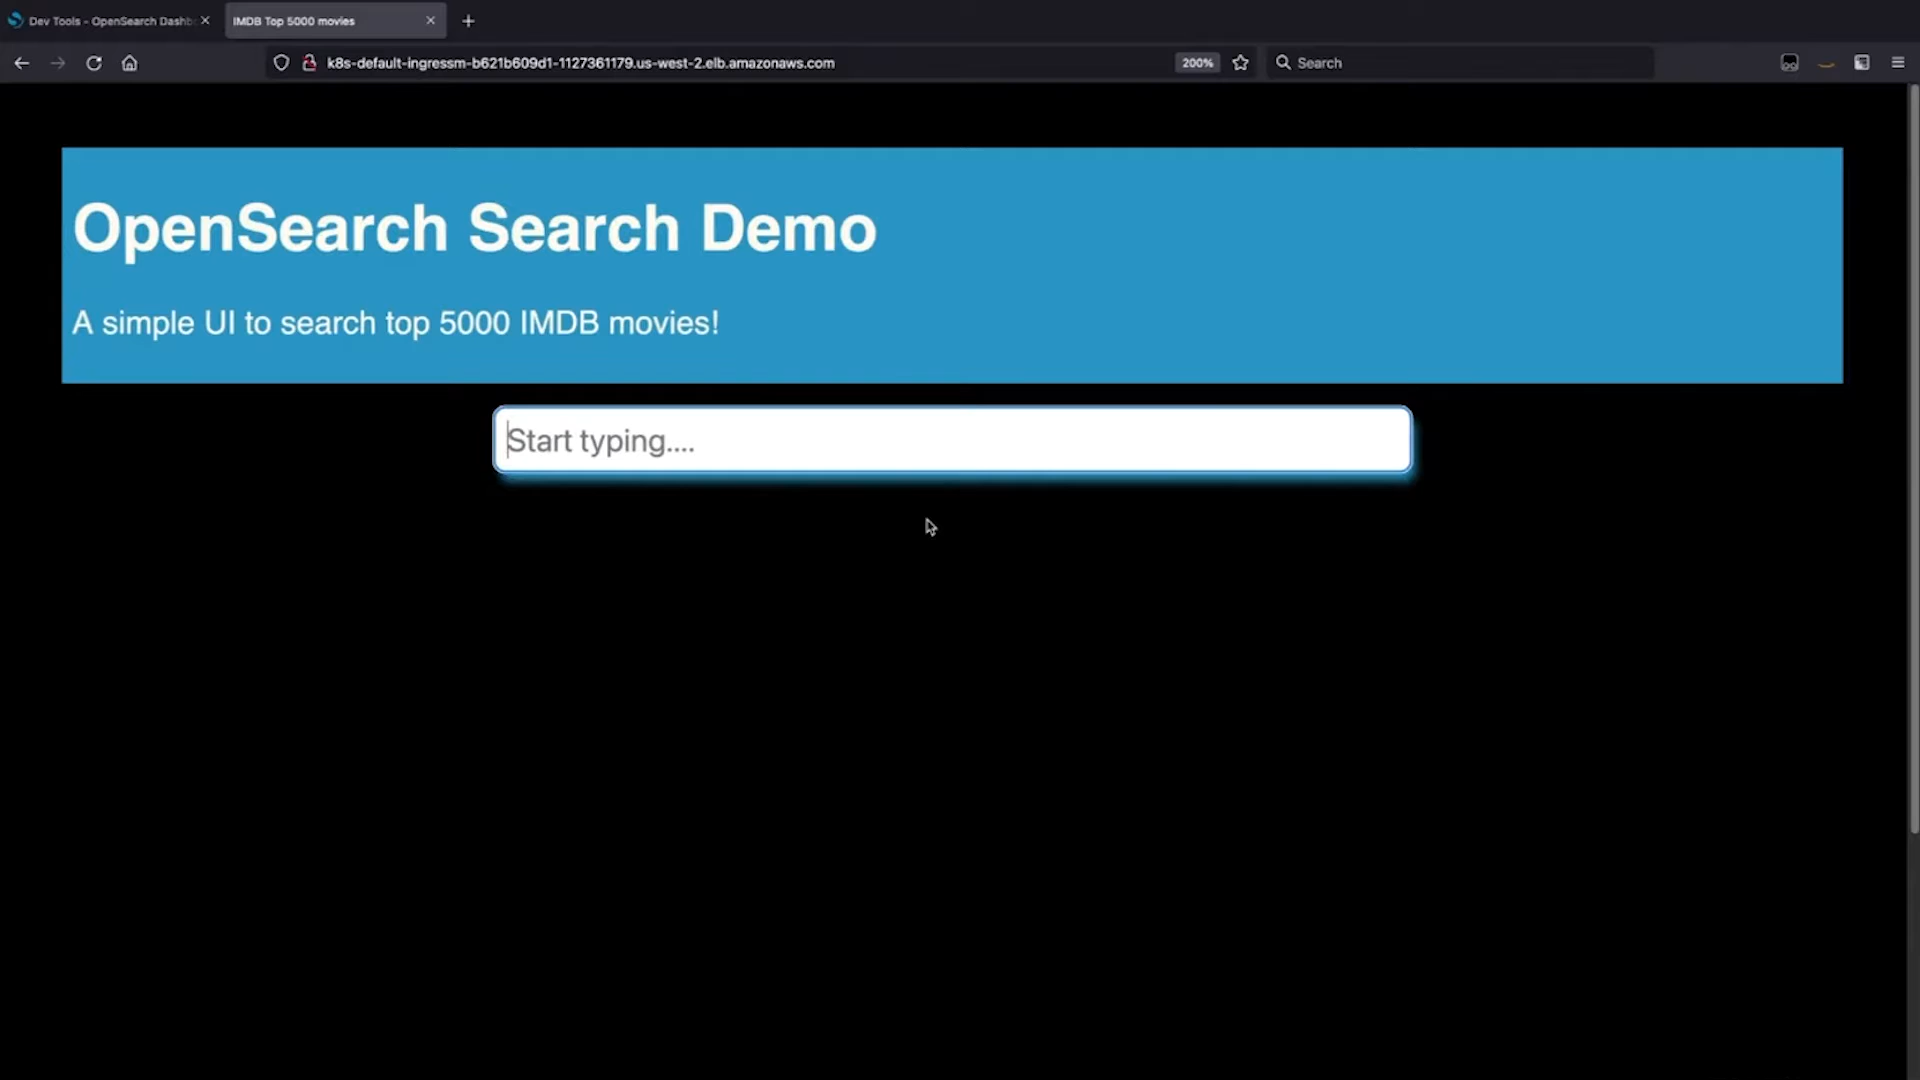 Dev Tools - OpenSearch Dashb
IMDB Top 5000 movies
k8s-default-ingressm-b621b609d1-1127361179.us-west-2.elb.amazonaws.com
200%
Search
OpenSearch Search Demo
A simple UI to search top 5000 IMDB movies!
Start typing....